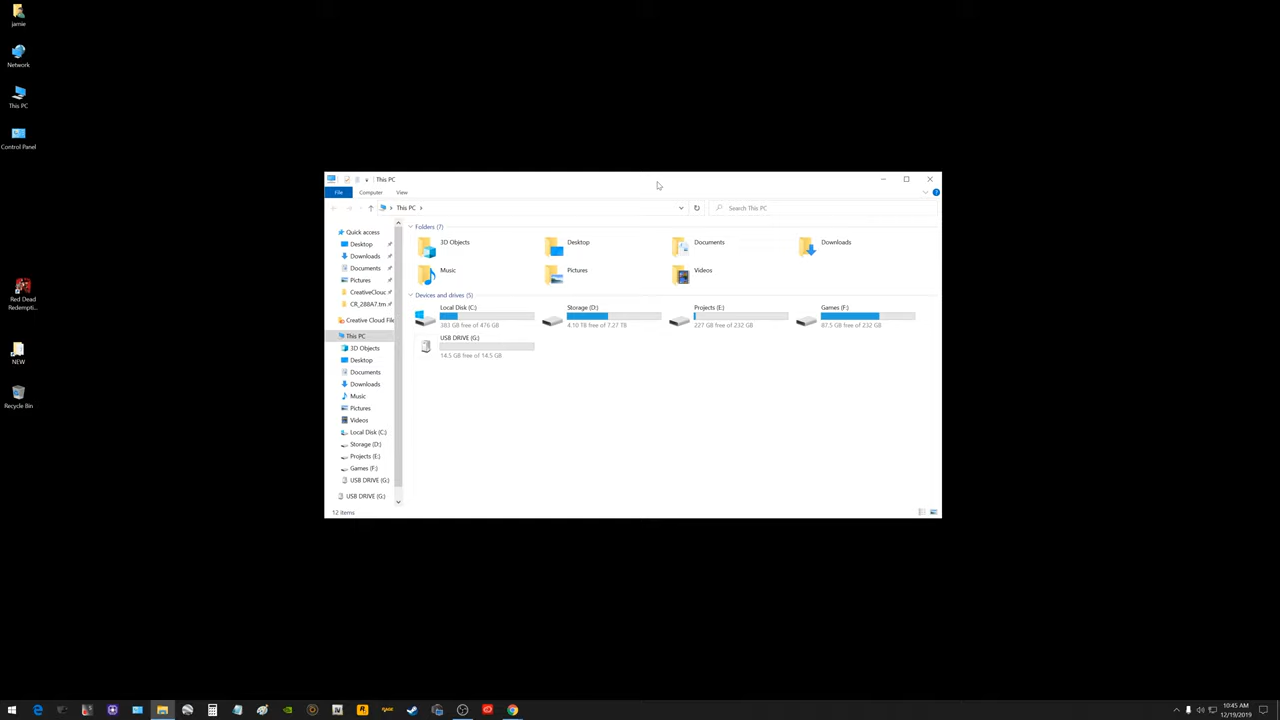 jamie
Network
This PC
Control Panel
Red Dead
Redempti...
NEW
Recycle Bin
This PC
File
Computer
View
This PC
Search This PC
Quick access
Desktop
Downloads
Documents
Pictures
CreativeClouc
CR_288A7.tm
Creative Cloud File
This PC
3D Objects
Desktop
Documents
Downloads
Music
Pictures
Videos
Local Disk (C:)
Storage (D:)
Projects (E:)
Games (F:)
USB DRIVE (G:)
USB DRIVE (G:)
Folders (7)
3D Objects
Desktop
Documents
Downloads
Music
Pictures
Videos
Devices and drives (5)
Local Disk (C:)
383 GB free of 476 GB
Storage (D:)
4.10 TB free of 7.27 TB
Projects (E:)
227 GB free of 232 GB
Games (F:)
87.5 GB free of 232 GB
USB DRIVE (G:)
14.5 GB free of 14.5 GB
12 items
10:45 AM
12/19/2019